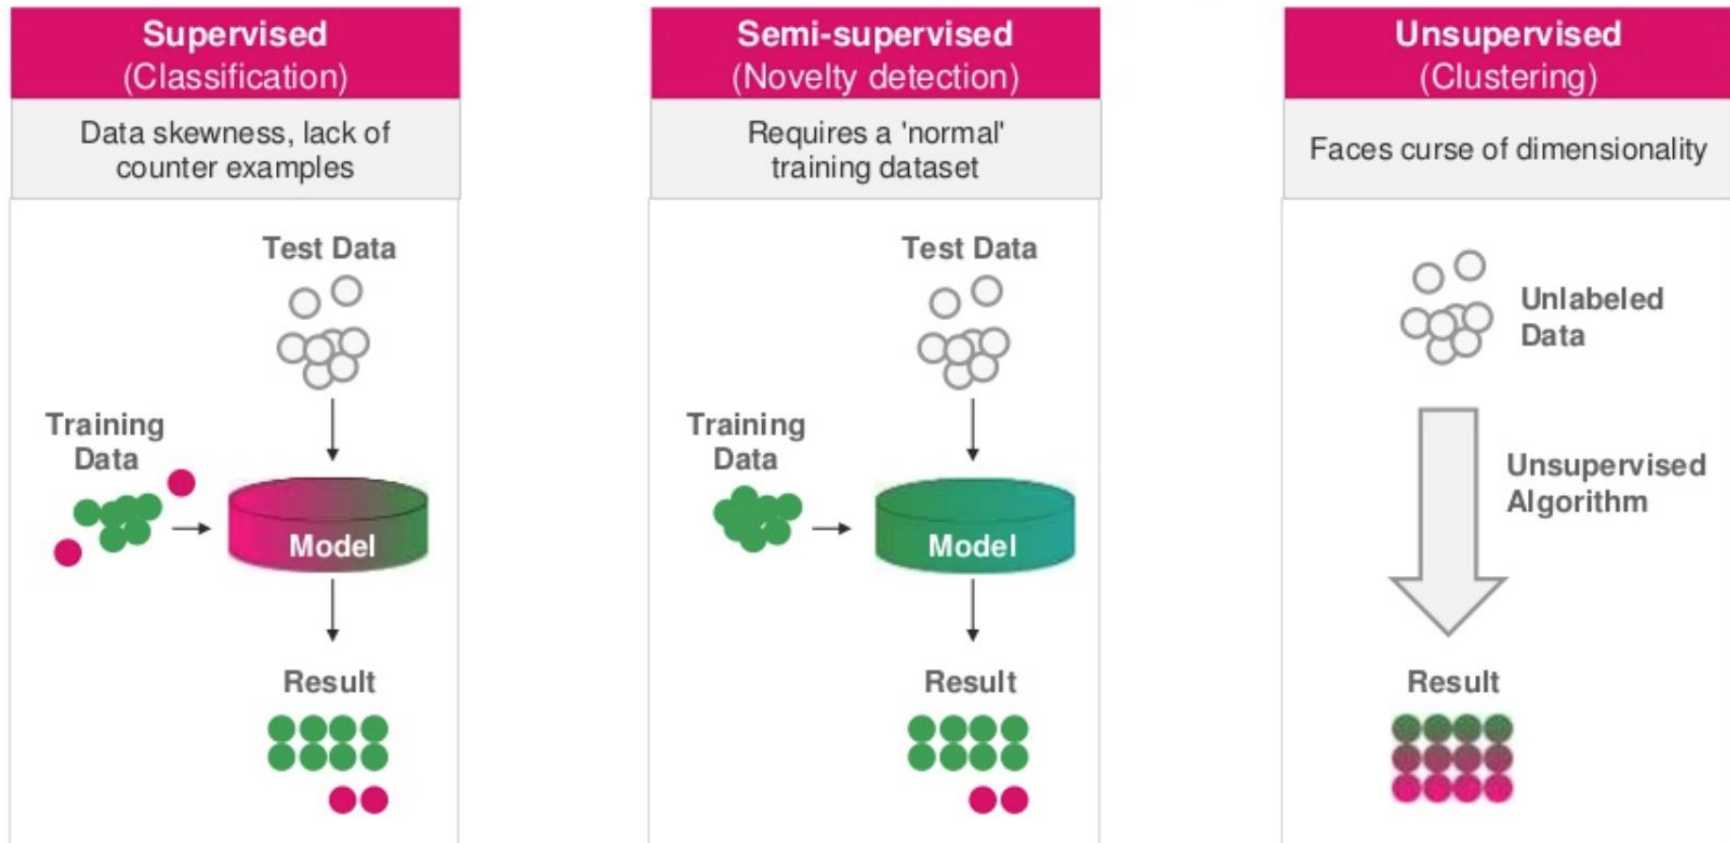 Supervised
(Classification)
Data skewness, lack of
counter examples
Test Data
Training
Data
Model
Result
Semi-supervised
(Novelty detection)
Requires a 'normal'
training dataset
Test Data
Training
Data
Model
Result
Unsupervised
(Clustering)
Faces curse of dimensionality
Unlabeled
Data
Unsupervised
Algorithm
Result